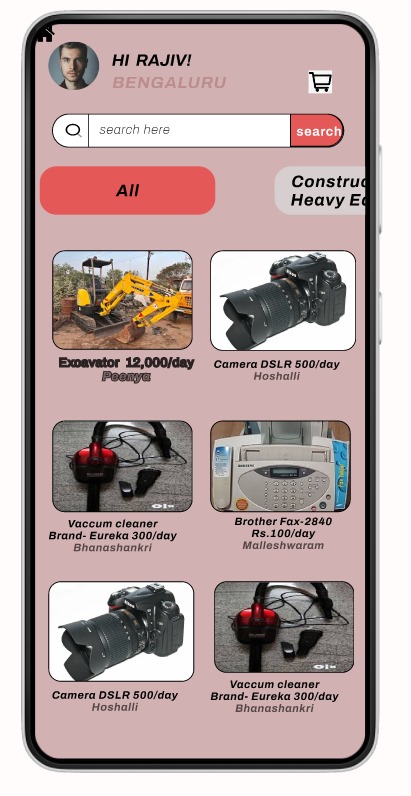 HI RAJIV!
BENGALURU
search here
search
All
Construc
Heavy Ec
Exoavator 12,000/day
Peenya
Camera DSLR 500/day
Hoshalli
Vaccum cleaner
Brand- Eureka 300/day
Bhanashankri
Brother Fax-2840
Rs.100/day
Malleshwaram
Camera DSLR 500/day
Hoshalli
Vaccum cleaner
Brand- Eureka 300/day
Bhanashankri